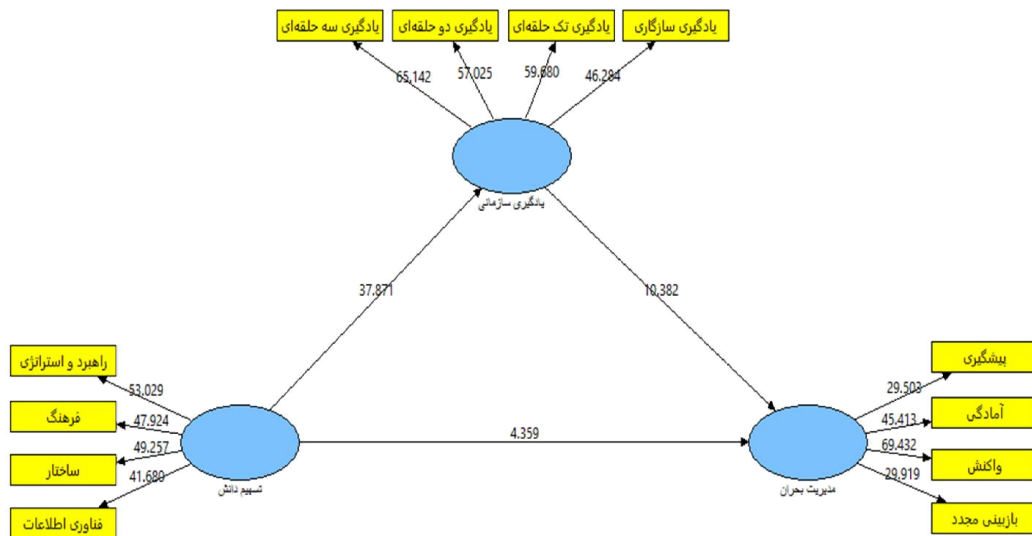 یادگیری سازگاری
یادگیری تک حلقه‌ای
یادگیری دو حلقه‌ای
یادگیری سه حلقه‌ای
46.284
59.680
57.025
65.142
یادگیری سازمانی
37.871
10.382
راهبرد و استراتژی
53.029
فرهنگ
47.924
ساختار
49.257
فناوری اطلاعات
41.680
تسهیم دانش
4.359
پیشگیری
29.503
آمادگی
45.413
واکنش
69.432
بازبینی مجدد
29.919
مدیریت بحران